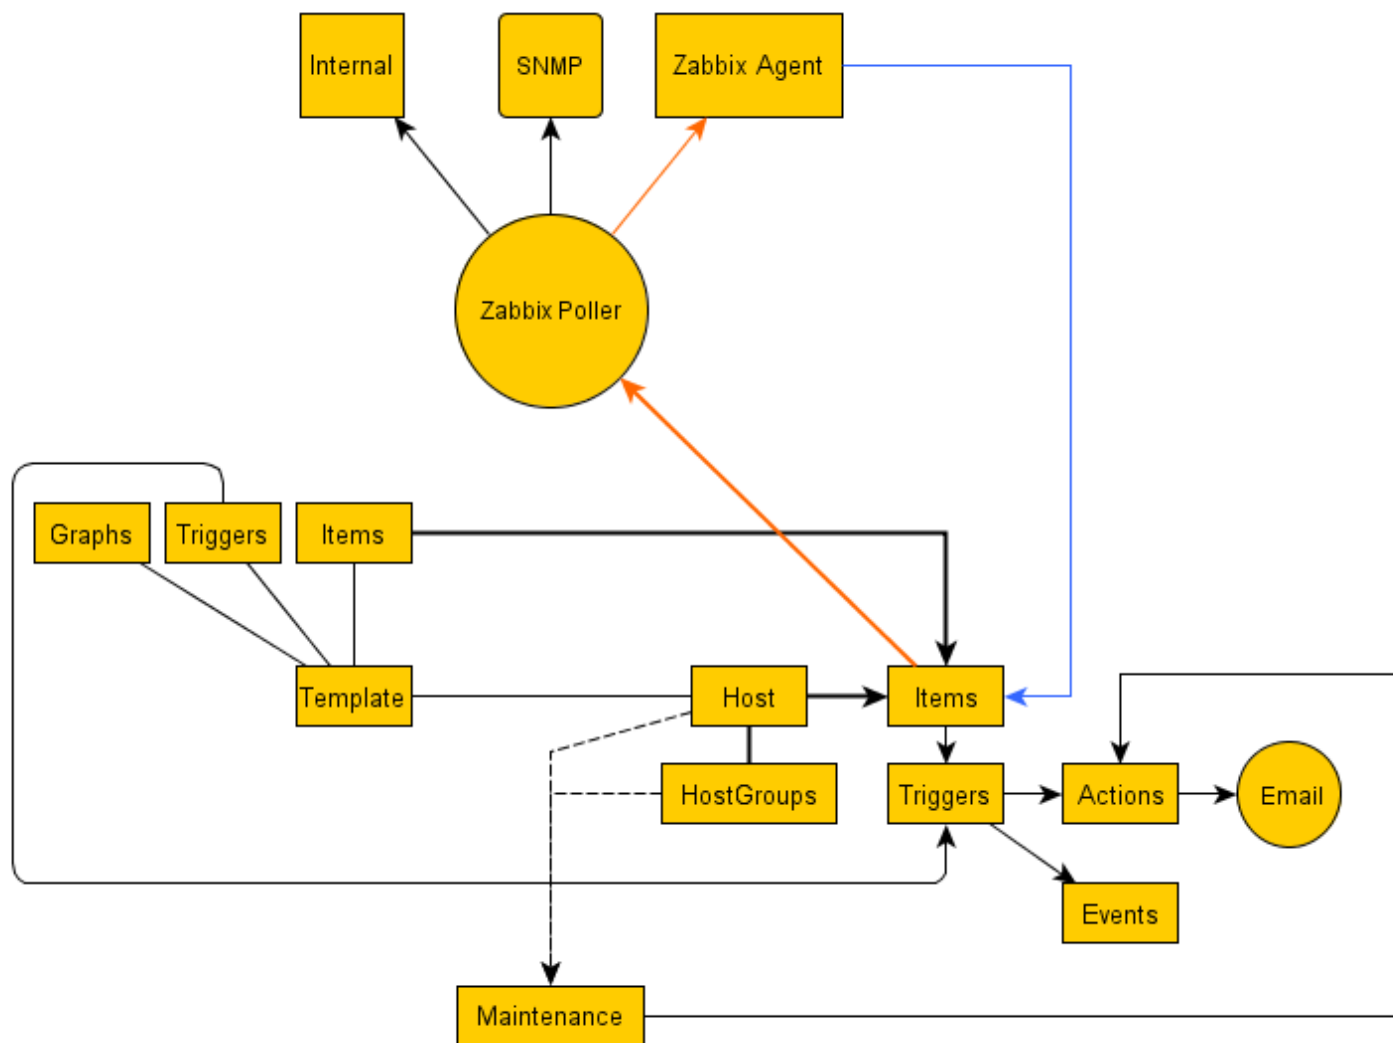 Internal
SNMP
Zabbix Agent
Zabbix Poller
Graphs
Triggers
Items
Template
Host
Items
HostGroups
Triggers
Actions
Email
Events
Maintenance